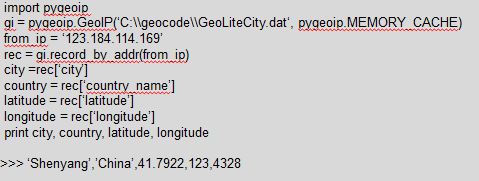 import pygeoip
gi = pygeoip.GeoIP('C:\\geocode\\GeoLiteCity.dat', pygeoip.MEMORY_CACHE)
from_ip = '123.184.114.169'
rec = gi.record_by_addr(from_ip)
city =rec['city']
country = rec['country_name']
latitude = rec['latitude']
longitude = rec['longitude']
print city, country, latitude, longitude
>>> 'Shenyang','China',41.7922,123,4328